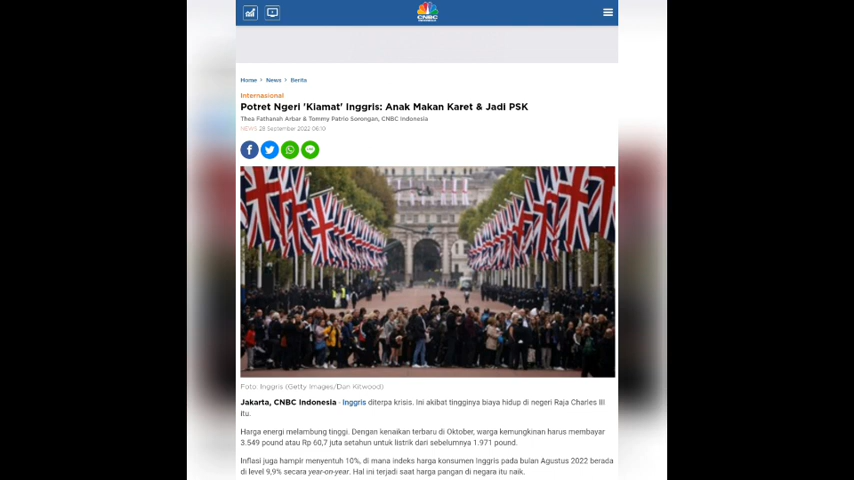 CNBC
Home › News › Berita
Internasional
Potret Ngeri 'Kiamat' Inggris: Anak Makan Karet & Jadi PSK
Thea Fathanah Arbar & Tommy Patrio Sorongan, CNBC Indonesia
NEWS 28 September 2022 06:10
Foto: Inggris (Getty Images/Dan Kitwood)
Jakarta, CNBC Indonesia - Inggris diterpa krisis. Ini akibat tingginya biaya hidup di negeri Raja Charles III
itu.
Harga energi melambung tinggi. Dengan kenaikan terbaru di Oktober, warga kemungkinan harus membayar
3.549 pound atau Rp 60,7 juta setahun untuk listrik dari sebelumnya 1.971 pound.
Inflasi juga hampir menyentuh 10%, di mana indeks harga konsumen Inggris pada bulan Agustus 2022 berada
di level 9,9% secara year-on-year. Hal ini terjadi saat harga pangan di negara itu naik.